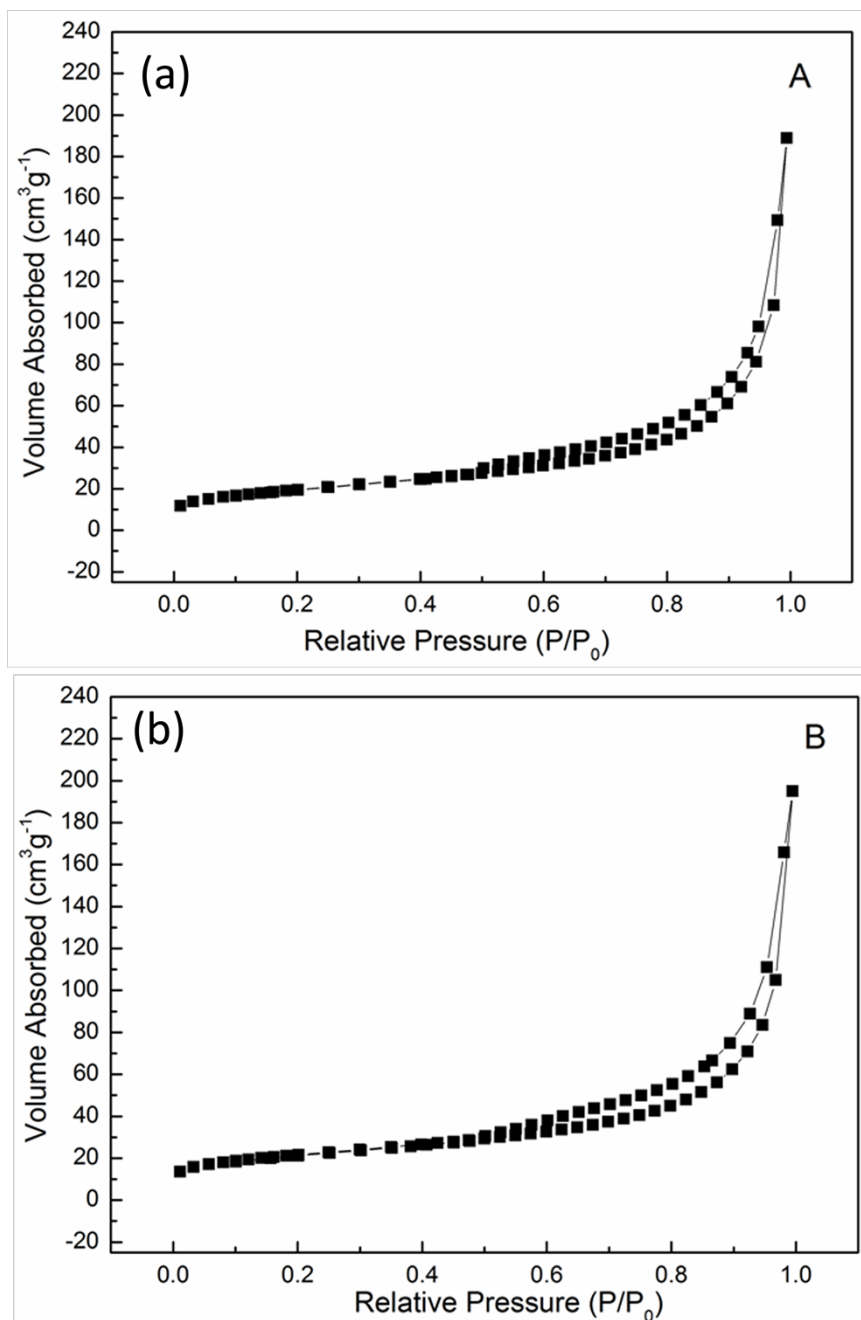 (a)
A
240
220
200
180
160
140
120
100
80
60
40
20
0
-20
Volume Absorbed (cm³g⁻¹)
0.0 0.2 0.4 0.6 0.8 1.0
Relative Pressure (P/P₀)
(b)
B
240
220
200
180
160
140
120
100
80
60
40
20
0
-20
Volume Absorbed (cm³g⁻¹)
0.0 0.2 0.4 0.6 0.8 1.0
Relative Pressure (P/P₀)